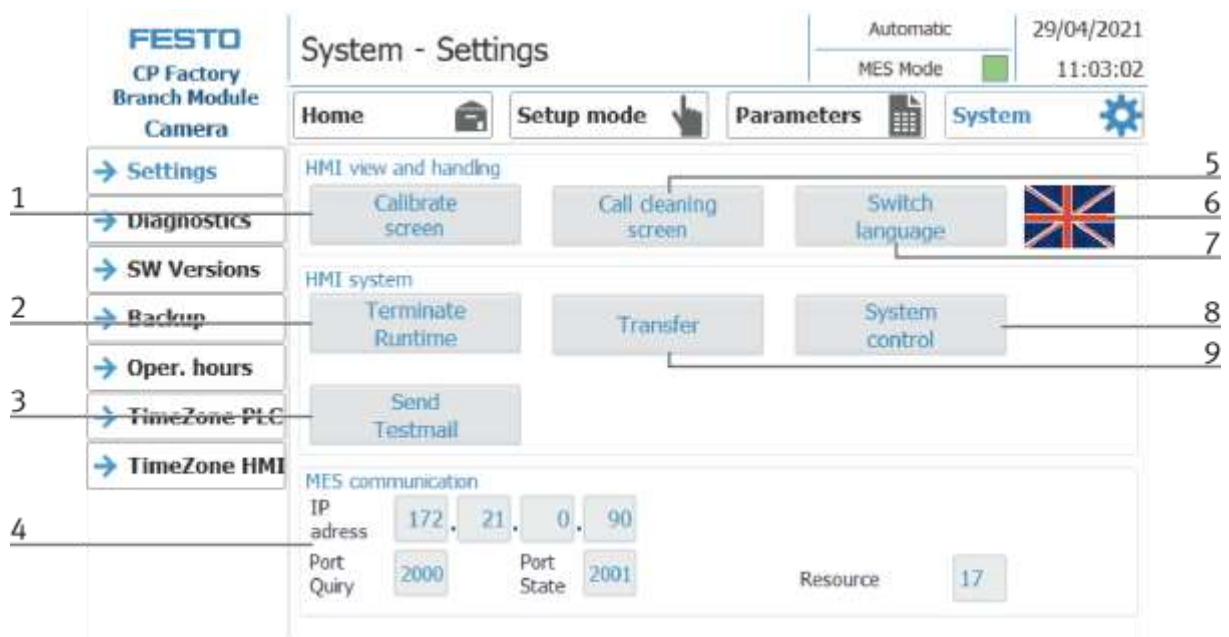 FESTO
CP Factory
Branch Module
Camera
System - Settings
Automatic
MES Mode
29/04/2021
11:03:02
Home
Setup mode
Parameters
System
Settings
Diagnostics
SW Versions
Backup
Oper. hours
TimeZone PLC
TimeZone HMI
HMI view and handling
Calibrate
screen
Call cleaning
screen
Switch
language
HMI system
Terminate
Runtime
Transfer
System
control
Send
Testmail
MES communication
IP
adress
172 . 21 . 0 . 90
Port
Quiry
2000
Port
State
2001
Resource
17
1
2
3
4
5
6
7
8
9